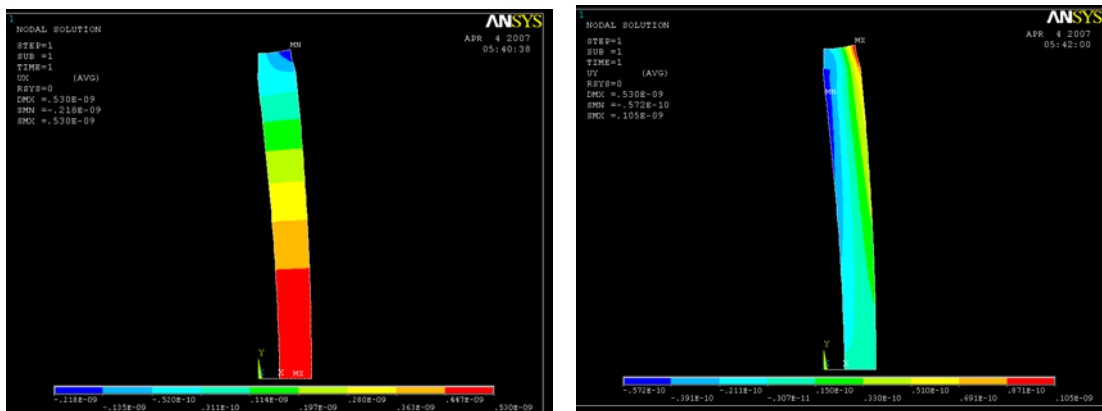 1
ANSYS
NODAL SOLUTION
APR 4 2007
05:40:38
STEP=1
SUB =1
TIME=1
UX (AVG)
RSYS=0
DMX =.530E-09
SMN =-.218E-09
SMX =.530E-09
MN
Y
X MX
-.218E-09 -.520E-10 .114E-09 .280E-09 .447E-09
-.135E-09 .311E-10 .197E-09 .363E-09 .530E-09
1
ANSYS
NODAL SOLUTION
APR 4 2007
05:42:00
STEP=1
SUB =1
TIME=1
UY (AVG)
RSYS=0
DMX =.530E-09
SMN =-.572E-10
SMX =.105E-09
MX
MN
Y
X
-.572E-10 -.211E-10 .150E-10 .510E-10 .871E-10
-.391E-10 -.307E-11 .330E-10 .691E-10 .105E-09